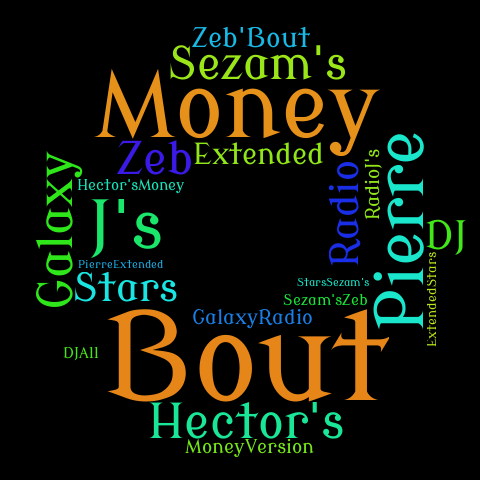 Zeb'Bout
Sezam's
Money
Zeb
Extended
Hector'sMoney
Galaxy
J's
Radio
RadioJ's
Pierre
DJ
PierreExtended
Stars
StarsSezam's
Sezam'sZeb
ExtendedStars
GalaxyRadio
Bout
DJAll
Hector's
MoneyVersion